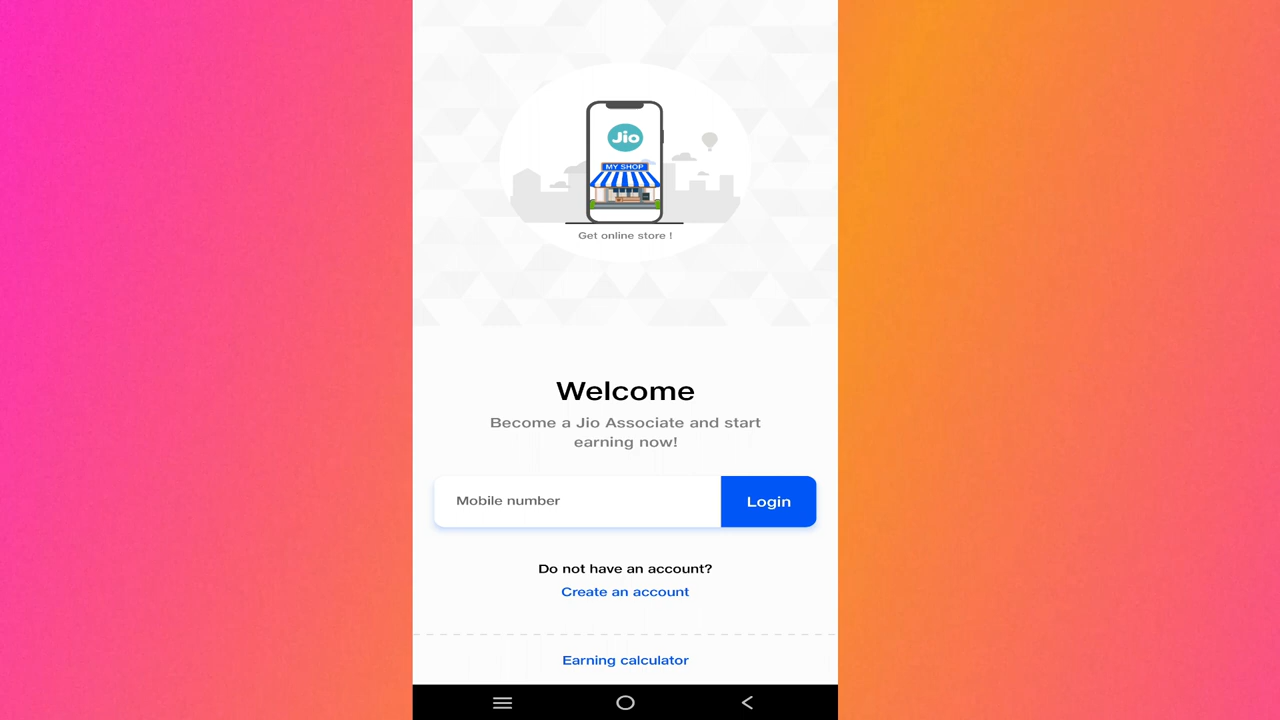 Jio
MY SHOP
Get online store !
Welcome
Become a Jio Associate and start
earning now!
Mobile number
Login
Do not have an account?
Create an account
Earning calculator